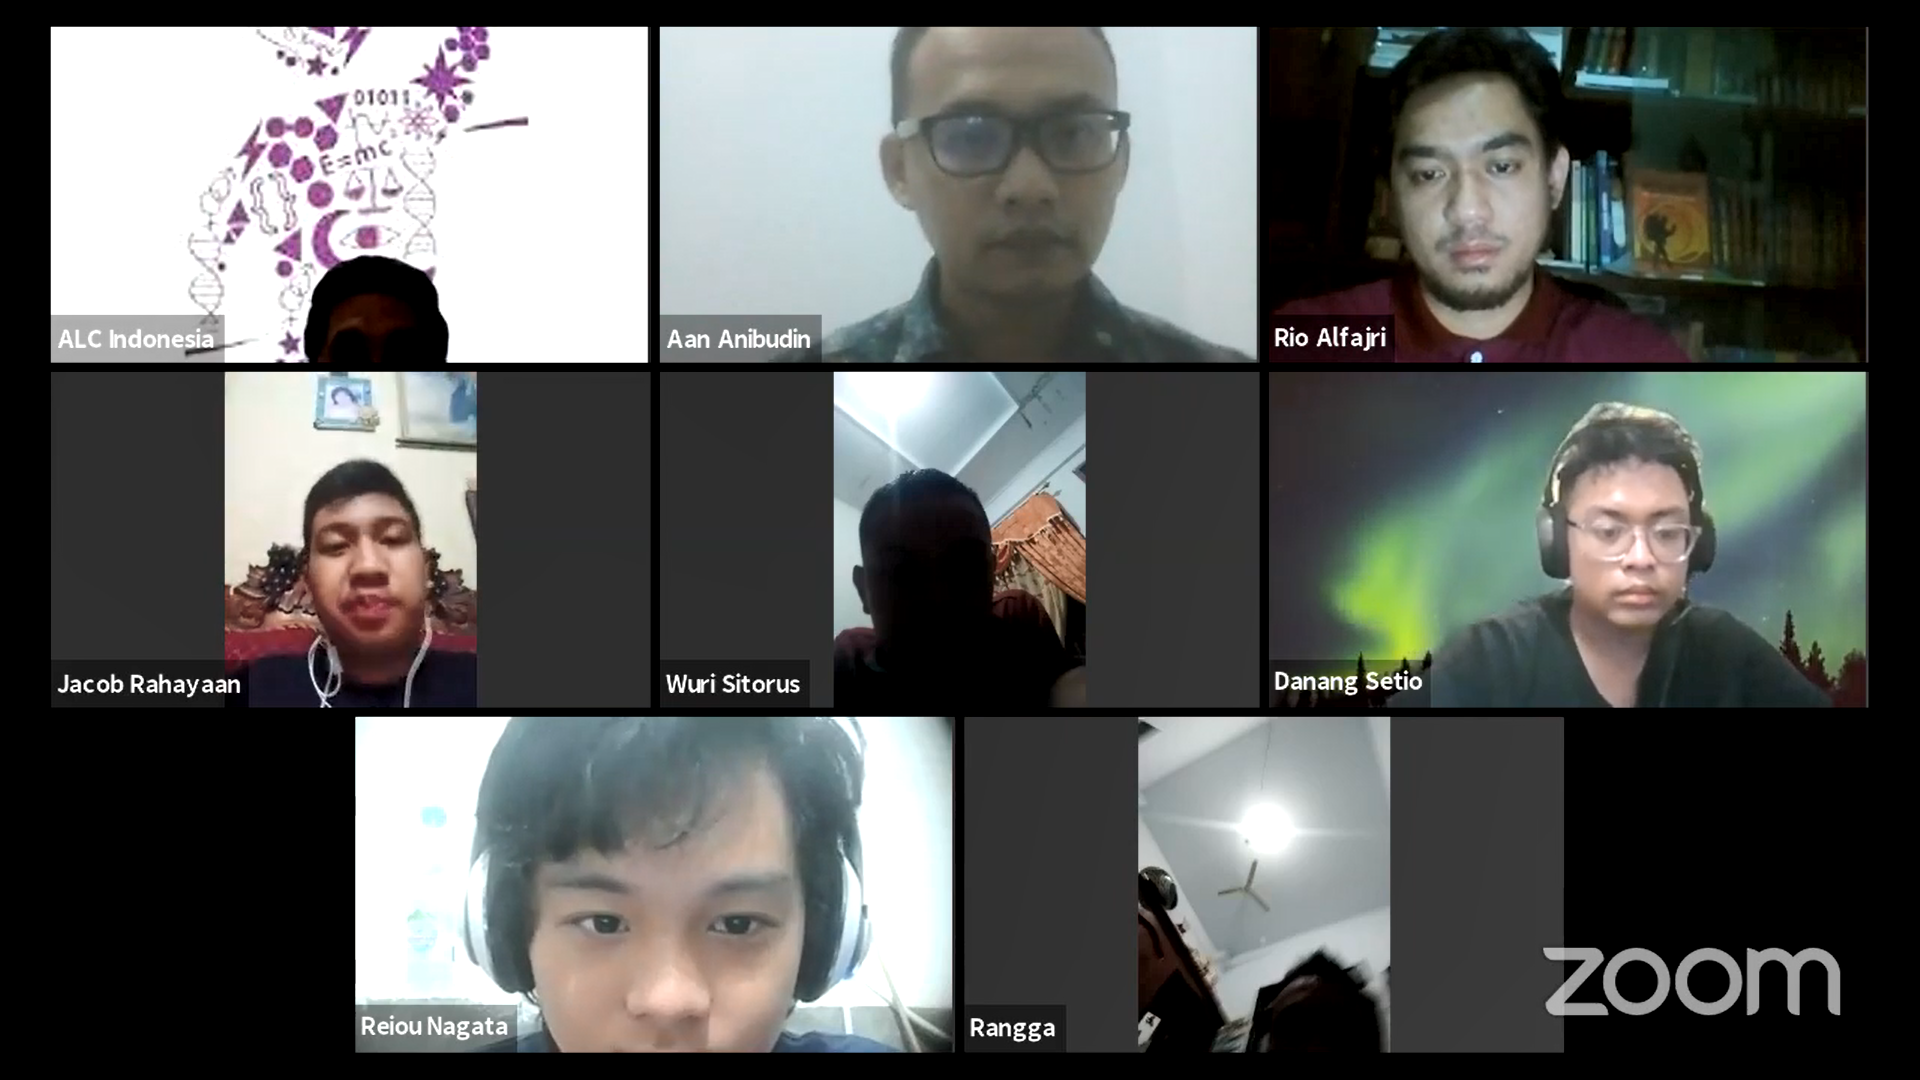 01011
E=mc
ALC Indonesia
Aan Anibudin
Rio Alfajri
Jacob Rahayaan
Wuri Sitorus
Danang Setio
Reiou Nagata
Rangga
zoom